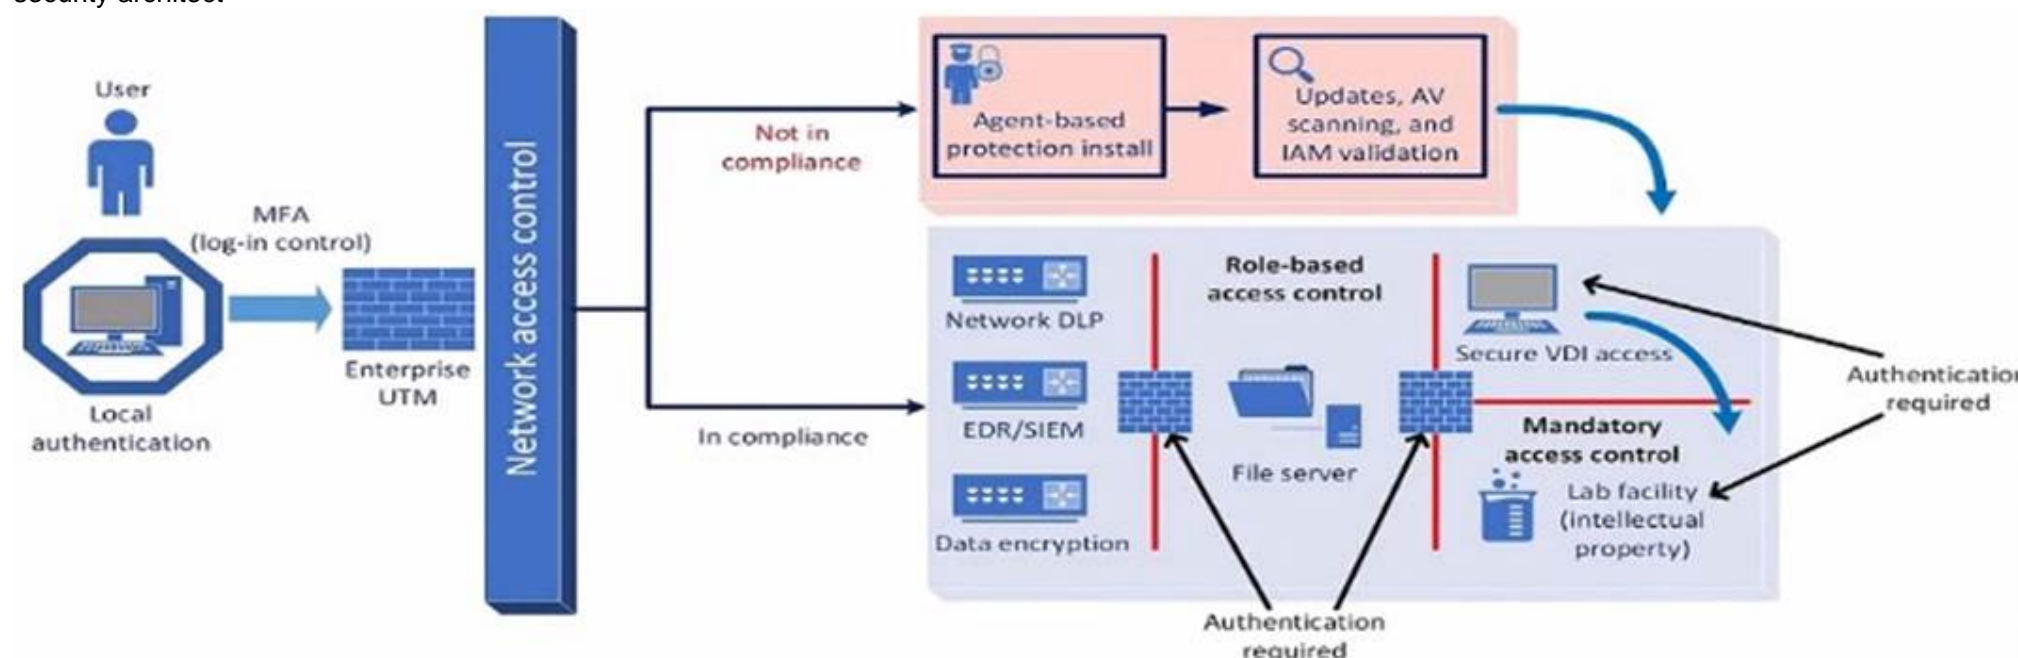 security architect
User
MFA
(log-in control)
Local
authentication
Enterprise
UTM
Network access control
Not in
compliance
In compliance
Agent-based
protection install
Updates, AV
scanning, and
IAM validation
Network DLP
EDR/SIEM
Data encryption
Role-based
access control
File server
Secure VDI access
Mandatory
access control
Lab facility
(intellectual
property)
Authentication
required
Authentication
required